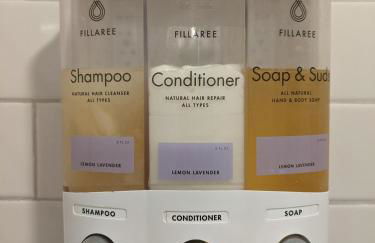 FILLAREE
Shampoo
NATURAL HAIR CLEANSER
ALL TYPES
LEMON LAVENDER
FILLAREE
Conditioner
NATURAL HAIR REPAIR
ALL TYPES
LEMON LAVENDER
FILLAREE
Soap & Suds
ALL NATURAL
HAND & BODY SOAP
LEMON LAVENDER
SHAMPOO
CONDITIONER
SOAP